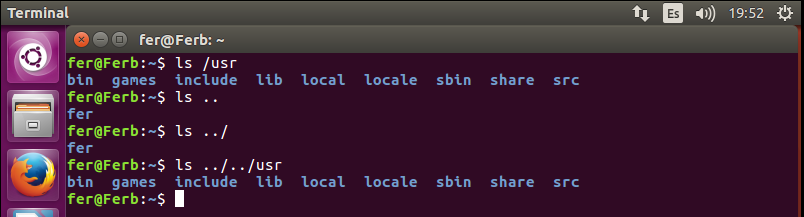 Terminal
Es
19:52
fer@Ferb: ~
fer@Ferb:~$ ls /usr
bin games include lib local locale sbin share src
fer@Ferb:~$ ls ..
fer
fer@Ferb:~$ ls ../
fer
fer@Ferb:~$ ls ../../usr
bin games include lib local locale sbin share src
fer@Ferb:~$